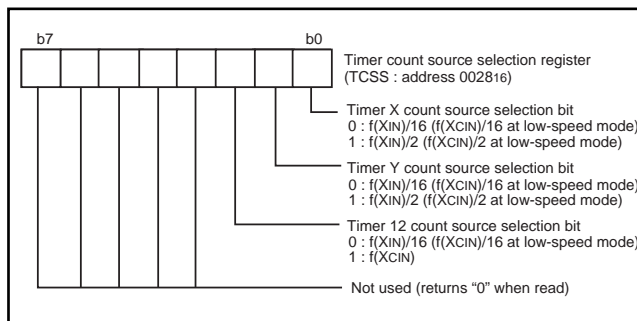 b7 b0
Timer count source selection register
(TCSS : address 002816)
Timer X count source selection bit
0 : f(XIN)/16 (f(XCIN)/16 at low-speed mode)
1 : f(XIN)/2 (f(XCIN)/2 at low-speed mode)
Timer Y count source selection bit
0 : f(XIN)/16 (f(XCIN)/16 at low-speed mode)
1 : f(XIN)/2 (f(XCIN)/2 at low-speed mode)
Timer 12 count source selection bit
0 : f(XIN)/16 (f(XCIN)/16 at low-speed mode)
1 : f(XCIN)
Not used (returns “0” when read)